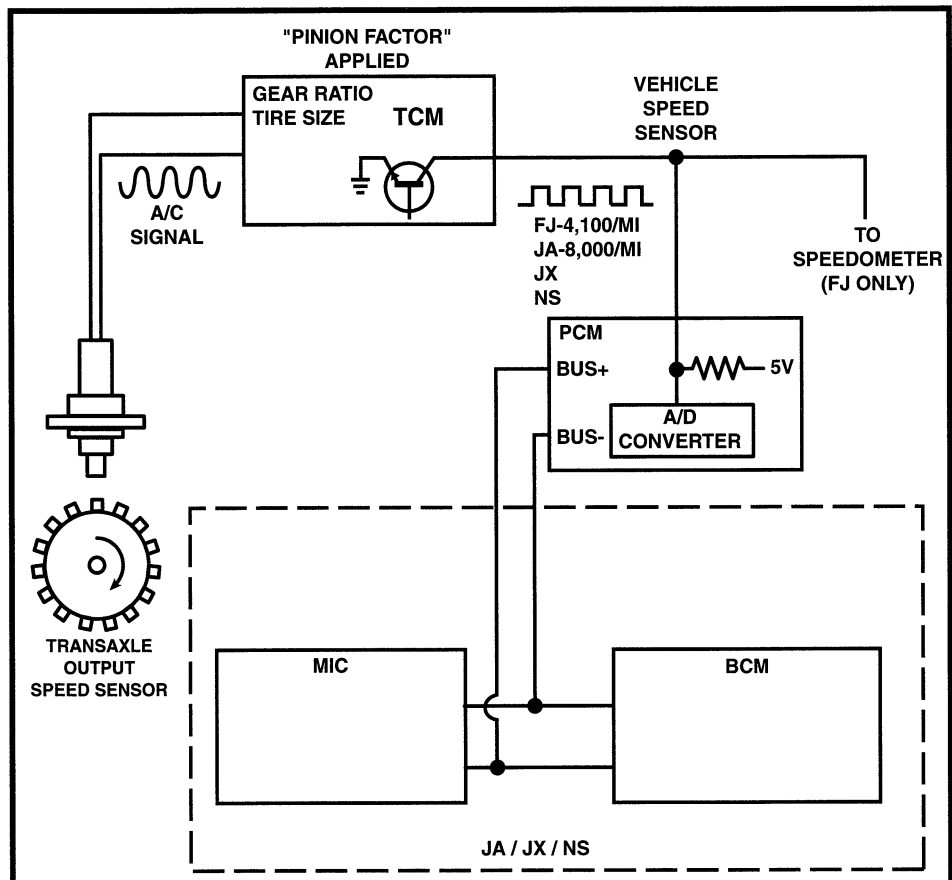 "PINION FACTOR"
APPLIED
GEAR RATIO
TIRE SIZE
TCM
VEHICLE
SPEED
SENSOR
A/C
SIGNAL
FJ-4,100/MI
JA-8,000/MI
JX
NS
TO
SPEEDOMETER
(FJ ONLY)
PCM
BUS+
5V
A/D
CONVERTER
BUS-
TRANSAXLE
OUTPUT
SPEED SENSOR
MIC
BCM
JA / JX / NS